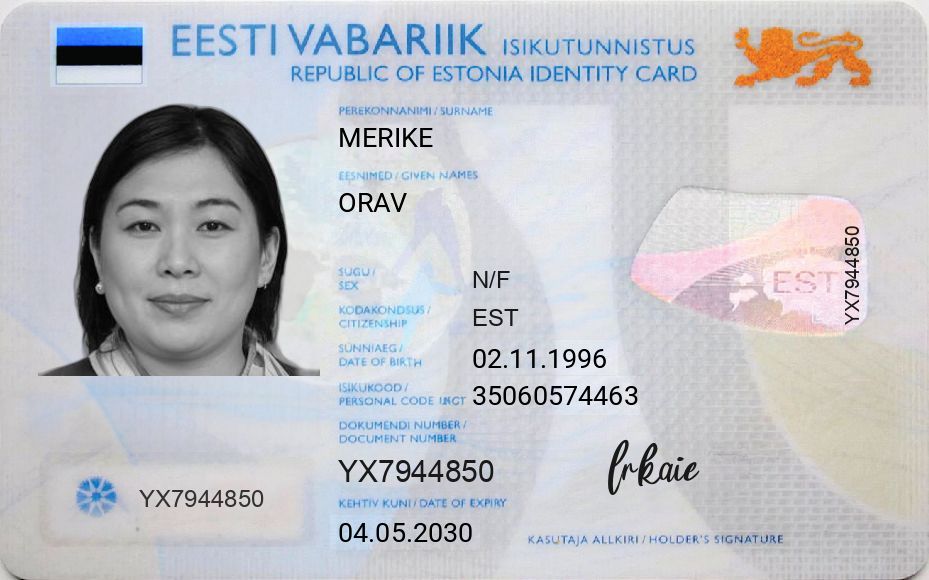 EESTI VABARIIK ISIKUTUNNISTUS
REPUBLIC OF ESTONIA IDENTITY CARD
PEREKONNANIMI / SURNAME
MERIKE
EESNIMED / GIVEN NAMES
ORAV
SUGU /
SEX
N/F
KODAKONDSUS /
CITIZENSHIP
EST
SÜNNIAEG /
DATE OF BIRTH
02.11.1996
ISIKUKOOD /
PERSONAL CODE
35060574463
DOKUMENDI NUMBER /
DOCUMENT NUMBER
YX7944850
KEHTIV KUNI / DATE OF EXPIRY
04.05.2030
YX7944850
EST
YX7944850
KASUTAJA ALLKIRI / HOLDER'S SIGNATURE